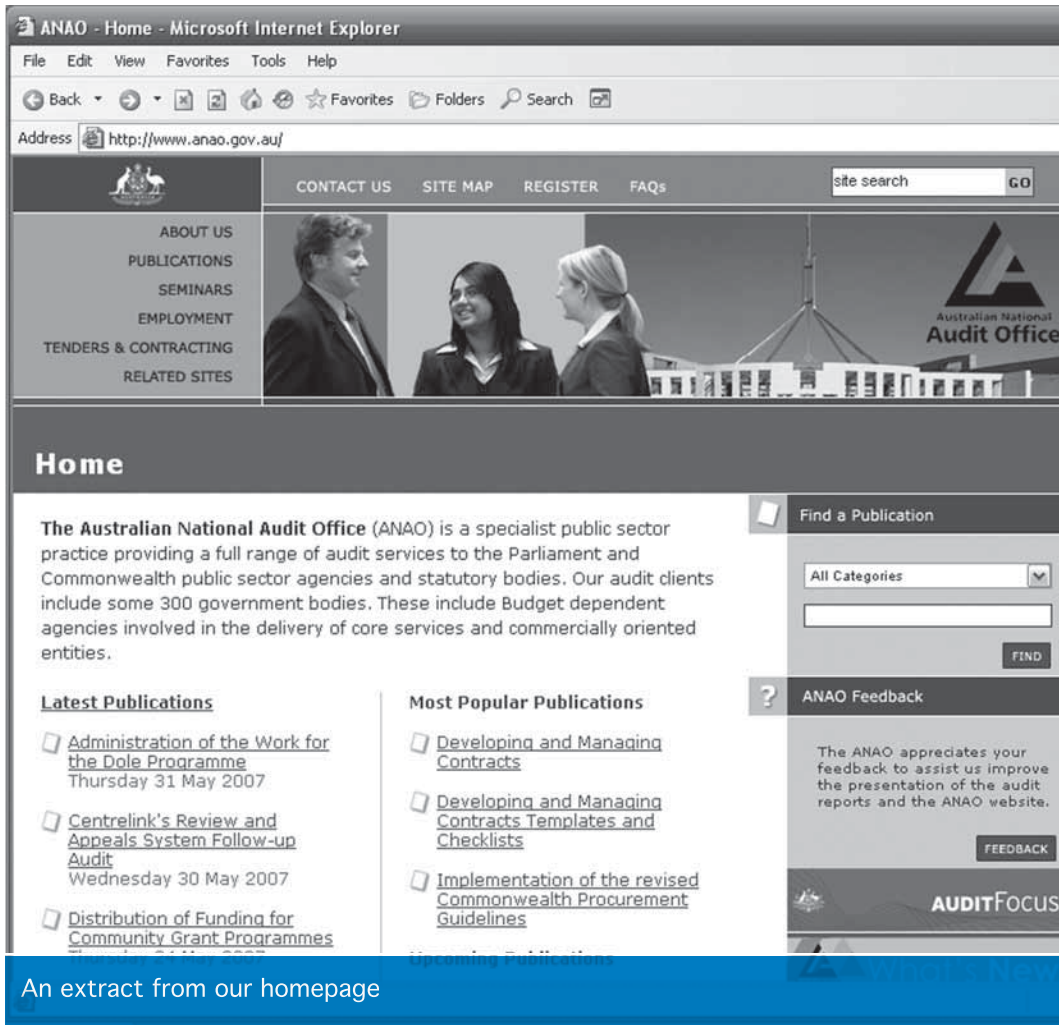 ANAO - Home - Microsoft Internet Explorer
File Edit View Favorites Tools Help
Back Favorites Folders Search
Address http://www.anao.gov.au/
CONTACT US SITE MAP REGISTER FAQs
site search GO
ABOUT US
PUBLICATIONS
SEMINARS
EMPLOYMENT
TENDERS & CONTRACTING
RELATED SITES
Australian National
Audit Office
Home
The Australian National Audit Office (ANAO) is a specialist public sector
practice providing a full range of audit services to the Parliament and
Commonwealth public sector agencies and statutory bodies. Our audit clients
include some 300 government bodies. These include Budget dependent
agencies involved in the delivery of core services and commercially oriented
entities.
Latest Publications
Administration of the Work for
the Dole Programme
Thursday 31 May 2007
Centrelink's Review and
Appeals System Follow-up
Audit
Wednesday 30 May 2007
Distribution of Funding for
Community Grant Programmes
Thursday 24 May 2007
Most Popular Publications
Developing and Managing
Contracts
Developing and Managing
Contracts Templates and
Checklists
Implementation of the revised
Commonwealth Procurement
Guidelines
Upcoming Publications
Find a Publication
All Categories
FIND
? ANAO Feedback
The ANAO appreciates your
feedback to assist us improve
the presentation of the audit
reports and the ANAO website.
FEEDBACK
AUDITFOCUS
What's New
An extract from our homepage